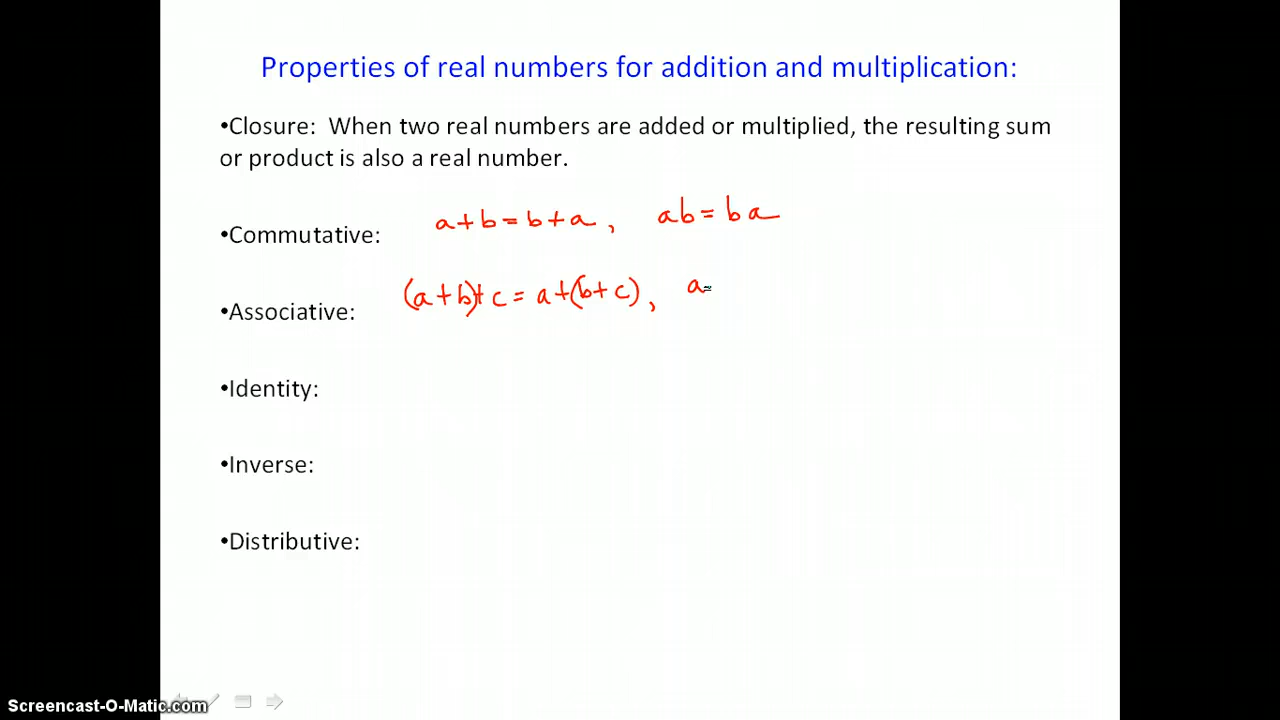 Properties of real numbers for addition and multiplication:
•Closure: When two real numbers are added or multiplied, the resulting sum
or product is also a real number.
•Commutative: a+b=b+a, ab=ba
•Associative: (a+b)+c=a+(b+c), a
•Identity:
•Inverse:
•Distributive:
Screencast-O-Matic.com